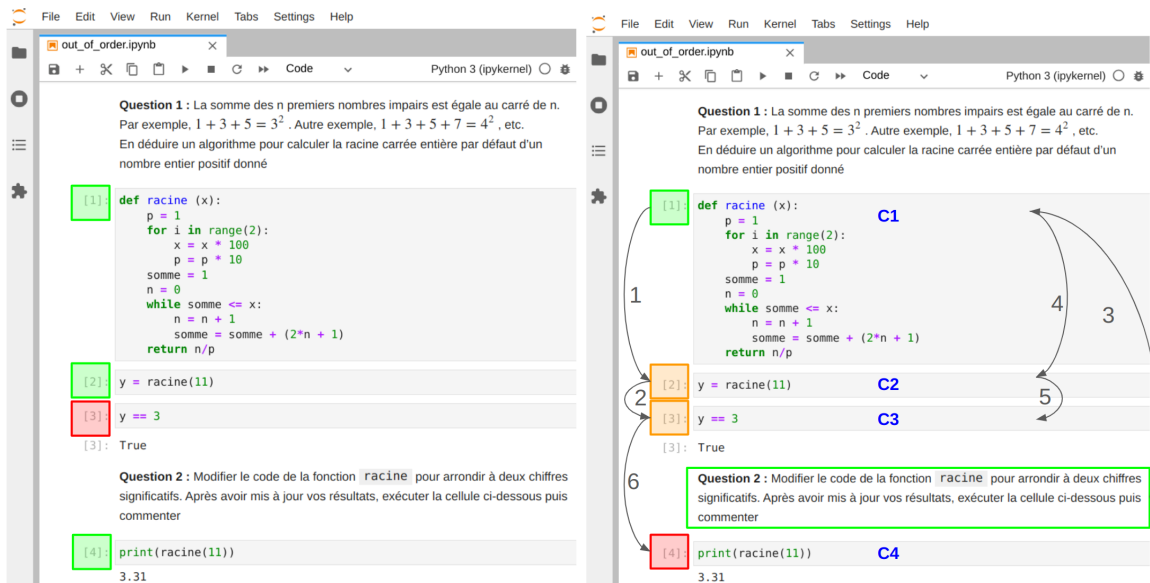 File Edit View Run Kernel Tabs Settings Help
out_of_order.ipynb ×
Code Python 3 (ipykernel)
Question 1 : La somme des n premiers nombres impairs est égale au carré de n.
Par exemple, 1 + 3 + 5 = 3² . Autre exemple, 1 + 3 + 5 + 7 = 4² , etc.
En déduire un algorithme pour calculer la racine carrée entière par défaut d'un
nombre entier positif donné
[1]: def racine (x):
p = 1
for i in range(2):
x = x * 100
p = p * 10
somme = 1
n = 0
while somme <= x:
n = n + 1
somme = somme + (2*n + 1)
return n/p
[2]: y = racine(11)
[3]: y == 3
[3]: True
Question 2 : Modifier le code de la fonction racine pour arrondir à deux chiffres
significatifs. Après avoir mis à jour vos résultats, exécuter la cellule ci-dessous puis
commenter
[4]: print(racine(11))
3.31
File Edit View Run Kernel Tabs Settings Help
out_of_order.ipynb ×
Code Python 3 (ipykernel)
Question 1 : La somme des n premiers nombres impairs est égale au carré de n.
Par exemple, 1 + 3 + 5 = 3² . Autre exemple, 1 + 3 + 5 + 7 = 4² , etc.
En déduire un algorithme pour calculer la racine carrée entière par défaut d'un
nombre entier positif donné
[1]: def racine (x): C1
p = 1
for i in range(2):
x = x * 100
p = p * 10
somme = 1
n = 0
1 4 3
while somme <= x:
n = n + 1
somme = somme + (2*n + 1)
return n/p
[2]: y = racine(11) C2
2 5
[3]: y == 3 C3
[3]: True
Question 2 : Modifier le code de la fonction racine pour arrondir à deux chiffres
6 significatifs. Après avoir mis à jour vos résultats, exécuter la cellule ci-dessous puis
commenter
[4]: print(racine(11)) C4
3.31